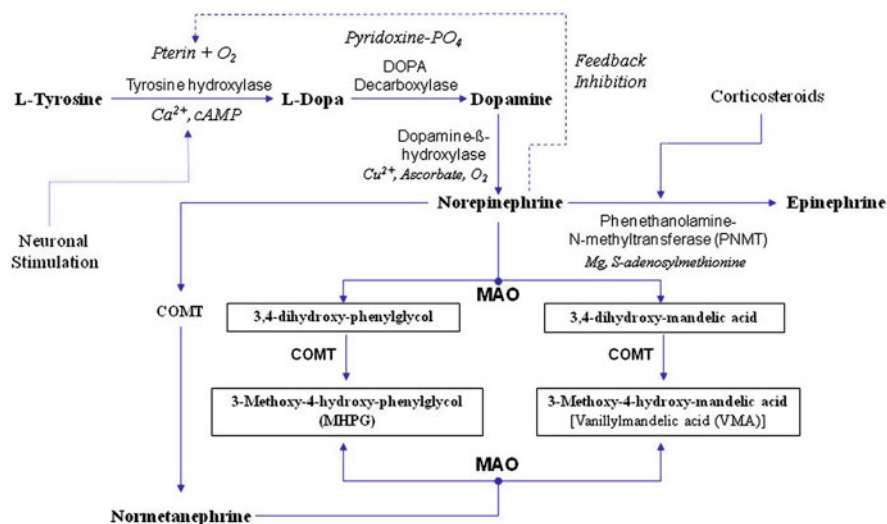 Pterin + O2
Pyridoxine-PO4
Feedback
Inhibition
Tyrosine hydroxylase
DOPA
Decarboxylase
L-Tyrosine
L-Dopa
Dopamine
Corticosteroids
Ca2+, cAMP
Dopamine-ß-
hydroxylase
Cu2+, Ascorbate, O2
Norepinephrine
Epinephrine
Neuronal
Stimulation
Phenethanolamine-
N-methyltransferase (PNMT)
Mg, S-adenosylmethionine
MAO
COMT
3,4-dihydroxy-phenylglycol
3,4-dihydroxy-mandelic acid
COMT
COMT
3-Methoxy-4-hydroxy-phenylglycol
(MHPG)
3-Methoxy-4-hydroxy-mandelic acid
[Vanillylmandelic acid (VMA)]
MAO
Normetanephrine